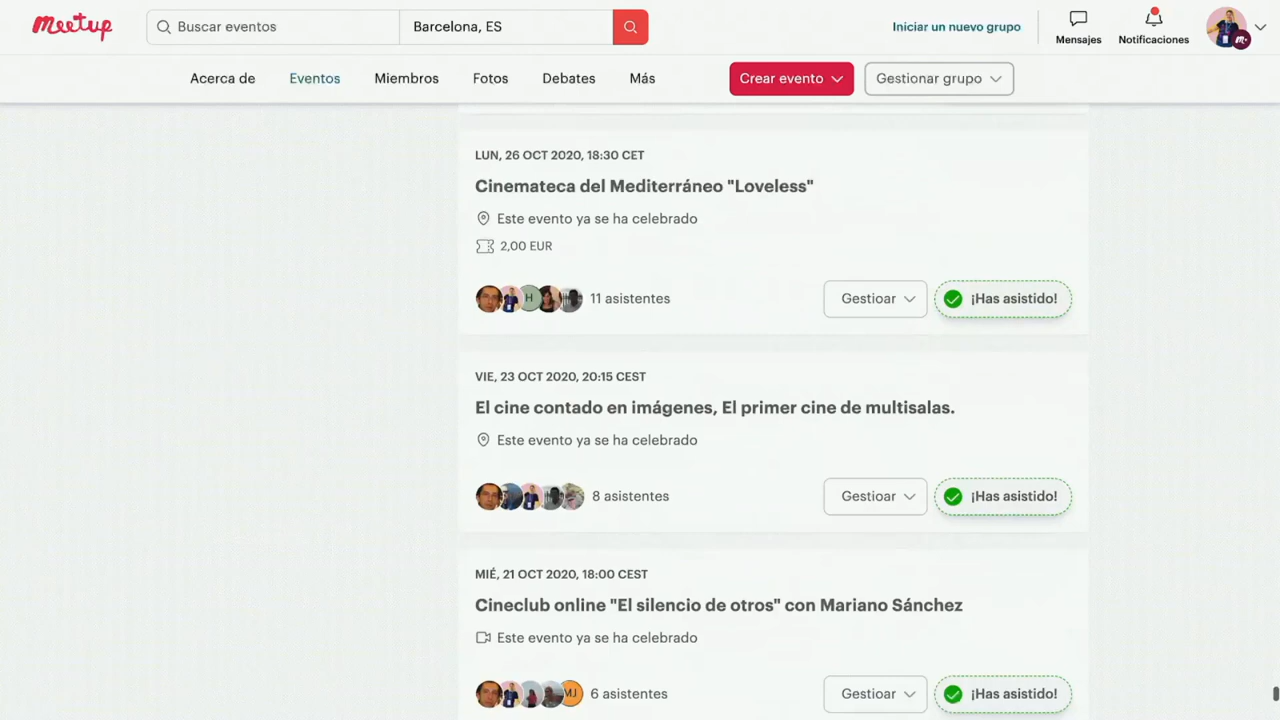 meetup
Buscar eventos
Barcelona, ES
Iniciar un nuevo grupo
Mensajes
Notificaciones
Acerca de
Eventos
Miembros
Fotos
Debates
Más
Crear evento
Gestionar grupo
LUN, 26 OCT 2020, 18:30 CET
Cinemateca del Mediterráneo "Loveless"
Este evento ya se ha celebrado
2,00 EUR
H
11 asistentes
Gestioar
¡Has asistido!
VIE, 23 OCT 2020, 20:15 CEST
El cine contado en imágenes, El primer cine de multisalas.
Este evento ya se ha celebrado
8 asistentes
Gestioar
¡Has asistido!
MIÉ, 21 OCT 2020, 18:00 CEST
Cineclub online "El silencio de otros" con Mariano Sánchez
Este evento ya se ha celebrado
MJ
6 asistentes
Gestioar
¡Has asistido!